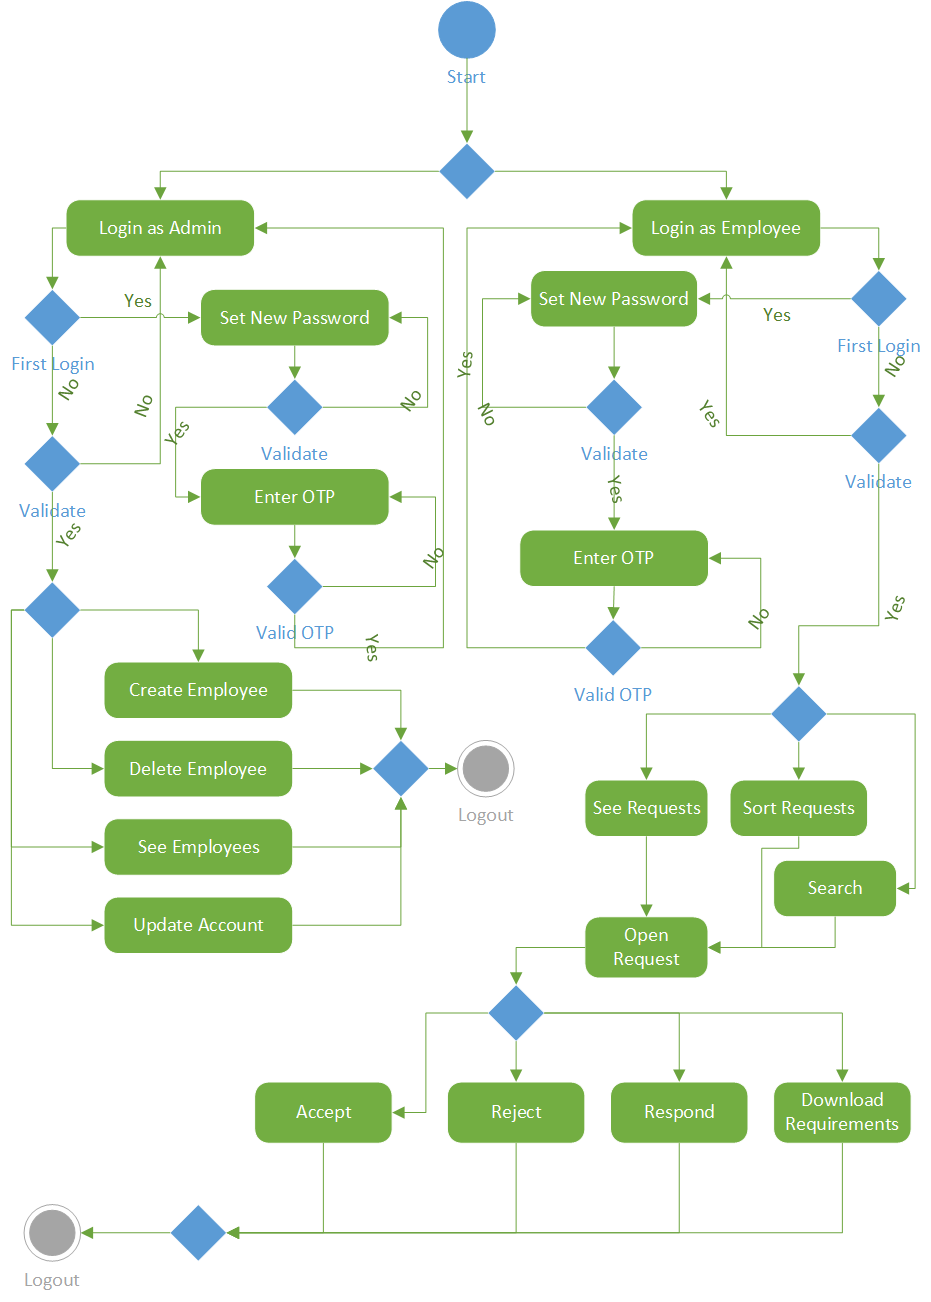 Start
Login as Admin
Login as Employee
Yes
Set New Password
First Login
No
No
Yes
Validate
Validate
Yes
Enter OTP
No
No
Valid OTP
Yes
Set New Password
Yes
First Login
No
Yes
No
Yes
Validate
Validate
Yes
Enter OTP
No
Valid OTP
Yes
Create Employee
Delete Employee
See Employees
Update Account
Logout
See Requests
Sort Requests
Search
Open
Request
Accept
Reject
Respond
Download
Requirements
Logout